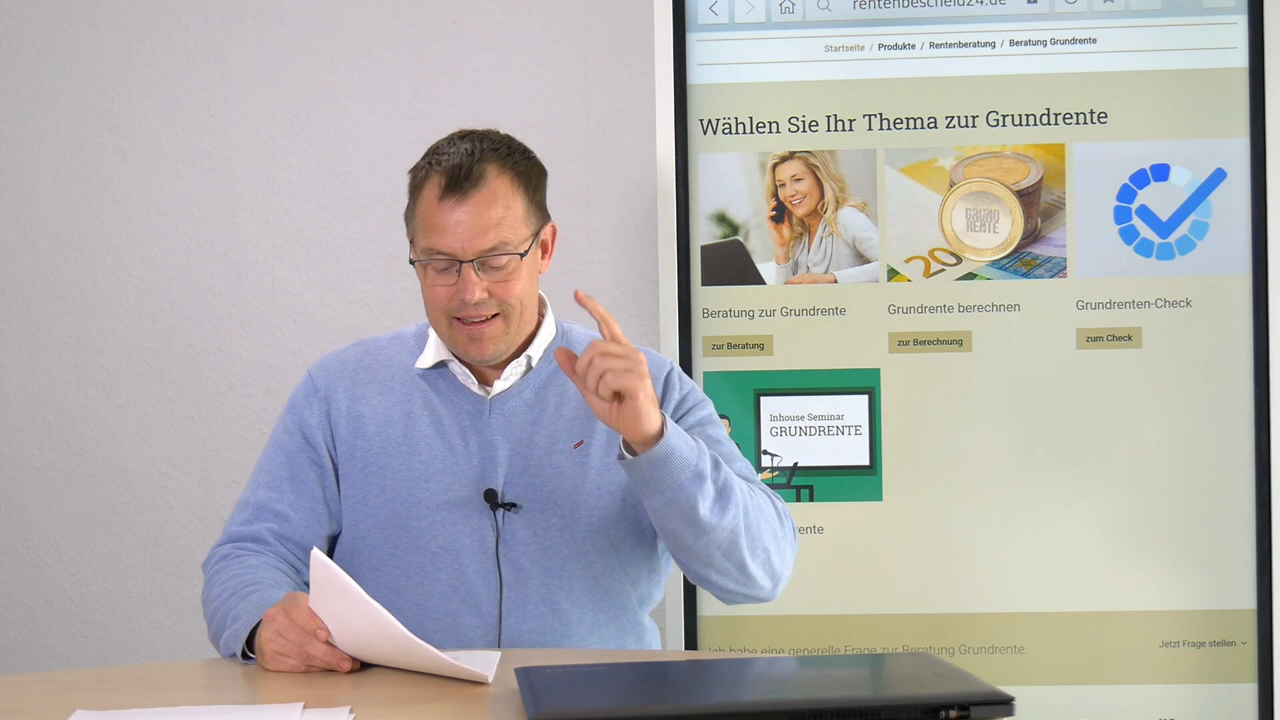 rentenbescheid24.de
Startseite / Produkte / Rentenberatung / Beratung Grundrente
Wählen Sie Ihr Thema zur Grundrente
GRUND
RENTE
20
Beratung zur Grundrente
Grundrente berechnen
Grundrenten-Check
zur Beratung
zur Berechnung
zum Check
Inhouse Seminar
GRUNDRENTE
Ich habe eine generelle Frage zur Beratung Grundrente.
Jetzt Frage stellen